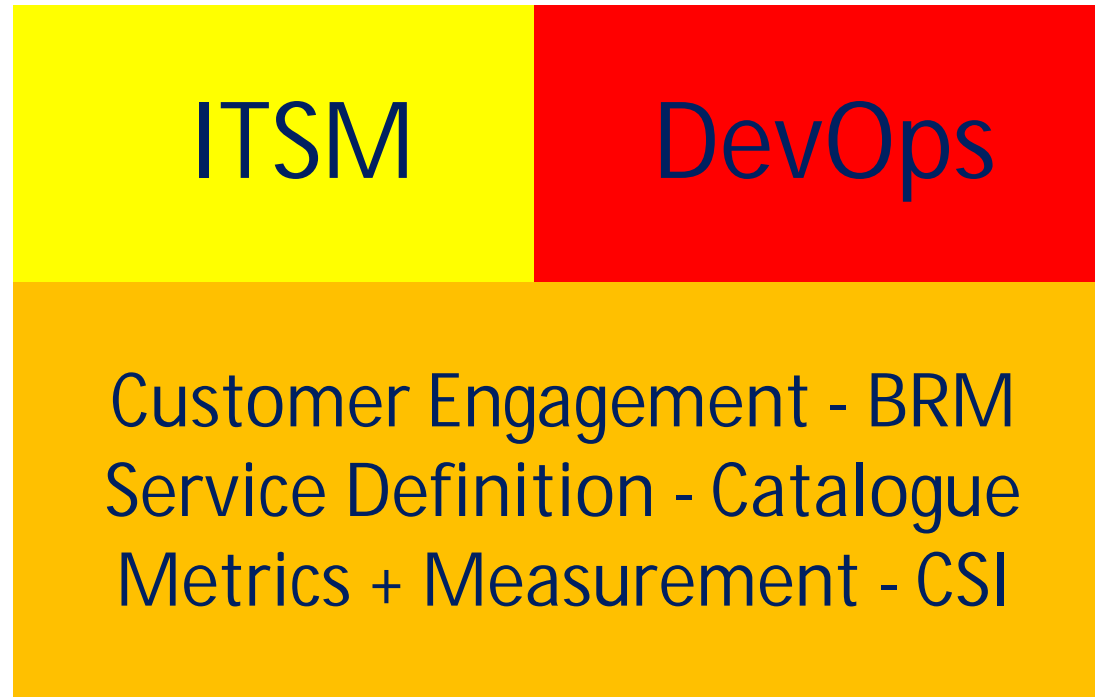 ITSM
DevOps
Customer Engagement - BRM
Service Definition - Catalogue
Metrics + Measurement - CSI